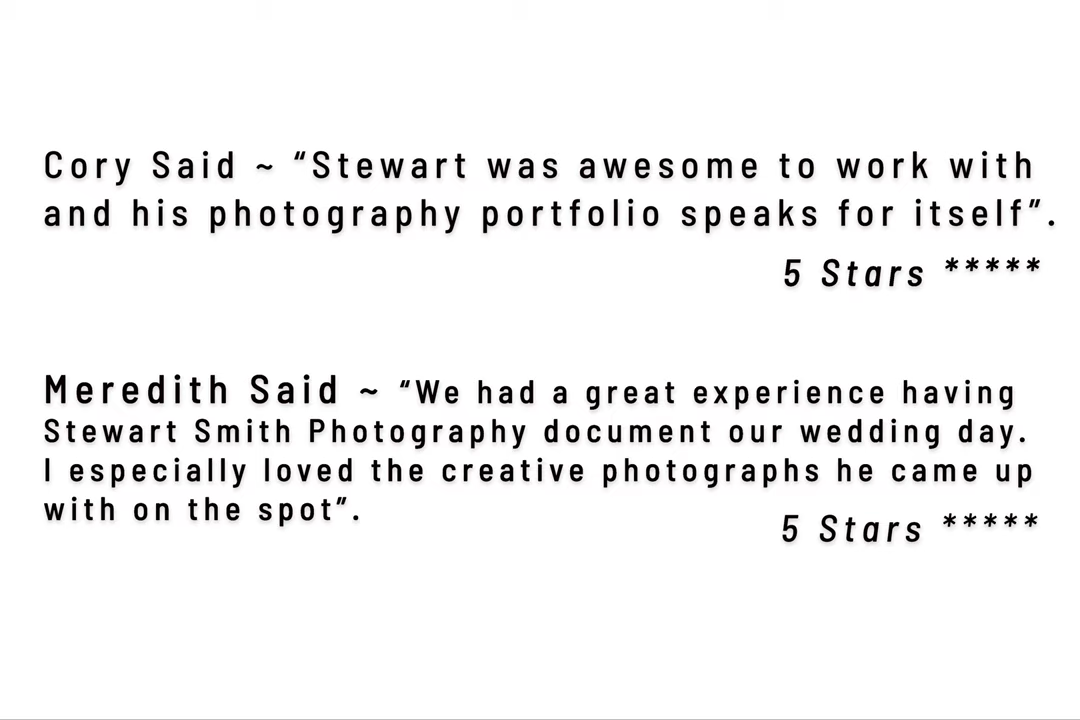 Cory Said ~ “Stewart was awesome to work with
and his photography portfolio speaks for itself”.
5 Stars *****
Meredith Said ~ “We had a great experience having
Stewart Smith Photography document our wedding day.
I especially loved the creative photographs he came up
with on the spot”.
5 Stars *****